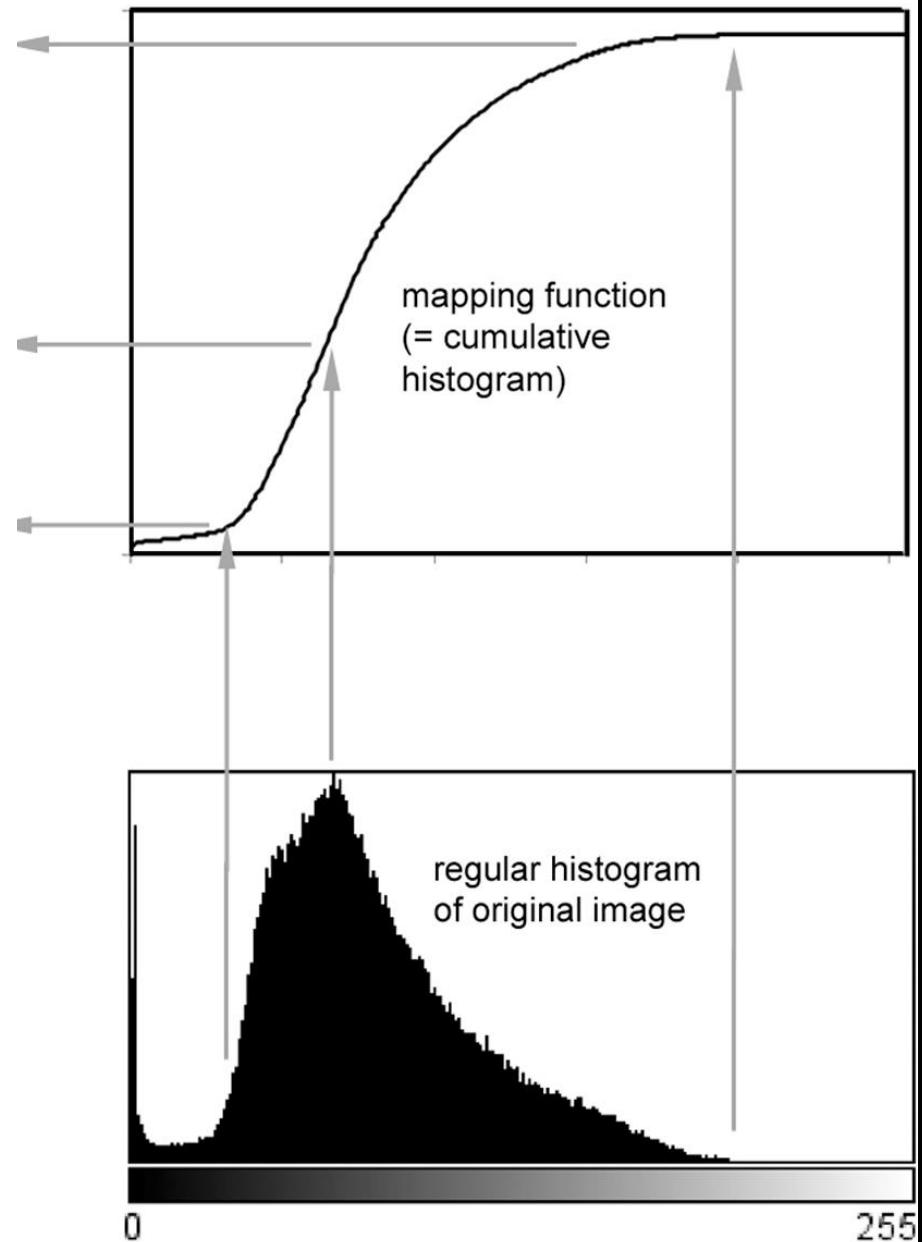 mapping function
(= cumulative
histogram)
regular histogram
of original image
0 255